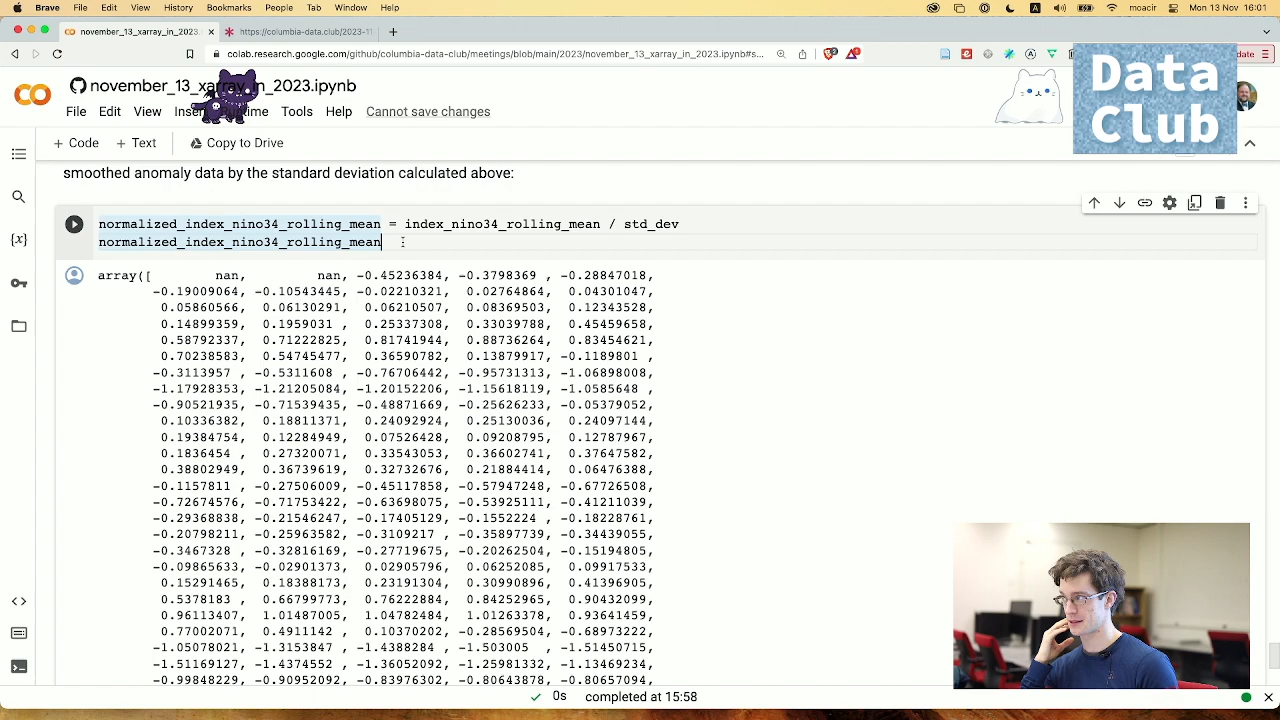 Brave File Edit View History Bookmarks People Tab Window Help moacir Mon 13 Nov 16:01
november_13_xarray_in_2023. https://columbia-data.club/2023-11
colab.research.google.com/github/columbia-data-club/meetings/blob/main/2023/november_13_xarray_in_2023.ipynb#s...
Data
Club
november_13_xarray_in_2023.ipynb
File Edit View Tools Help Cannot save changes
+ Code + Text Copy to Drive
smoothed anomaly data by the standard deviation calculated above:
normalized_index_nino34_rolling_mean = index_nino34_rolling_mean / std_dev
normalized_index_nino34_rolling_mean
array([ nan, nan, -0.45236384, -0.3798369 , -0.28847018,
-0.19009064, -0.10543445, -0.02210321, 0.02764864, 0.04301047,
0.05860566, 0.06130291, 0.06210507, 0.08369503, 0.12343528,
0.14899359, 0.1959031 , 0.25337308, 0.33039788, 0.45459658,
0.58792337, 0.71222825, 0.81741944, 0.88736264, 0.83454621,
0.70238583, 0.54745477, 0.36590782, 0.13879917, -0.1189801 ,
-0.3113957 , -0.5311608 , -0.76706442, -0.95731313, -1.06898008,
-1.17928353, -1.21205084, -1.20152206, -1.15618119, -1.0585648 ,
-0.90521935, -0.71539435, -0.48871669, -0.25626233, -0.05379052,
0.10336382, 0.18811371, 0.24092924, 0.25130036, 0.24097144,
0.19384754, 0.12284949, 0.07526428, 0.09208795, 0.12787967,
0.1836454 , 0.27320071, 0.33543053, 0.36602741, 0.37647582,
0.38802949, 0.36739619, 0.32732676, 0.21884414, 0.06476388,
-0.1157811 , -0.27506009, -0.45117858, -0.57947248, -0.67726508,
-0.72674576, -0.71753422, -0.63698075, -0.53925111, -0.41211039,
-0.29368838, -0.21546247, -0.17405129, -0.1552224 , -0.18228761,
-0.20798211, -0.25963582, -0.3109217 , -0.35897739, -0.34439055,
-0.3467328 , -0.32816169, -0.27719675, -0.20262504, -0.15194805,
-0.09865633, -0.02901373, 0.02905796, 0.06252085, 0.09917533,
0.15291465, 0.18388173, 0.23191304, 0.30990896, 0.41396905,
0.5378183 , 0.66799773, 0.76222884, 0.84252965, 0.90432099,
0.96113407, 1.01487005, 1.04782484, 1.01263378, 0.93641459,
0.77002071, 0.4911142 , 0.10370202, -0.28569504, -0.68973222,
-1.05078021, -1.3153847 , -1.4388284 , -1.503005 , -1.51450715,
-1.51169127, -1.4374552 , -1.36052092, -1.25981332, -1.13469234,
-0.99848229, -0.90952092, -0.83976302, -0.80643878, -0.80657094,
0s completed at 15:58